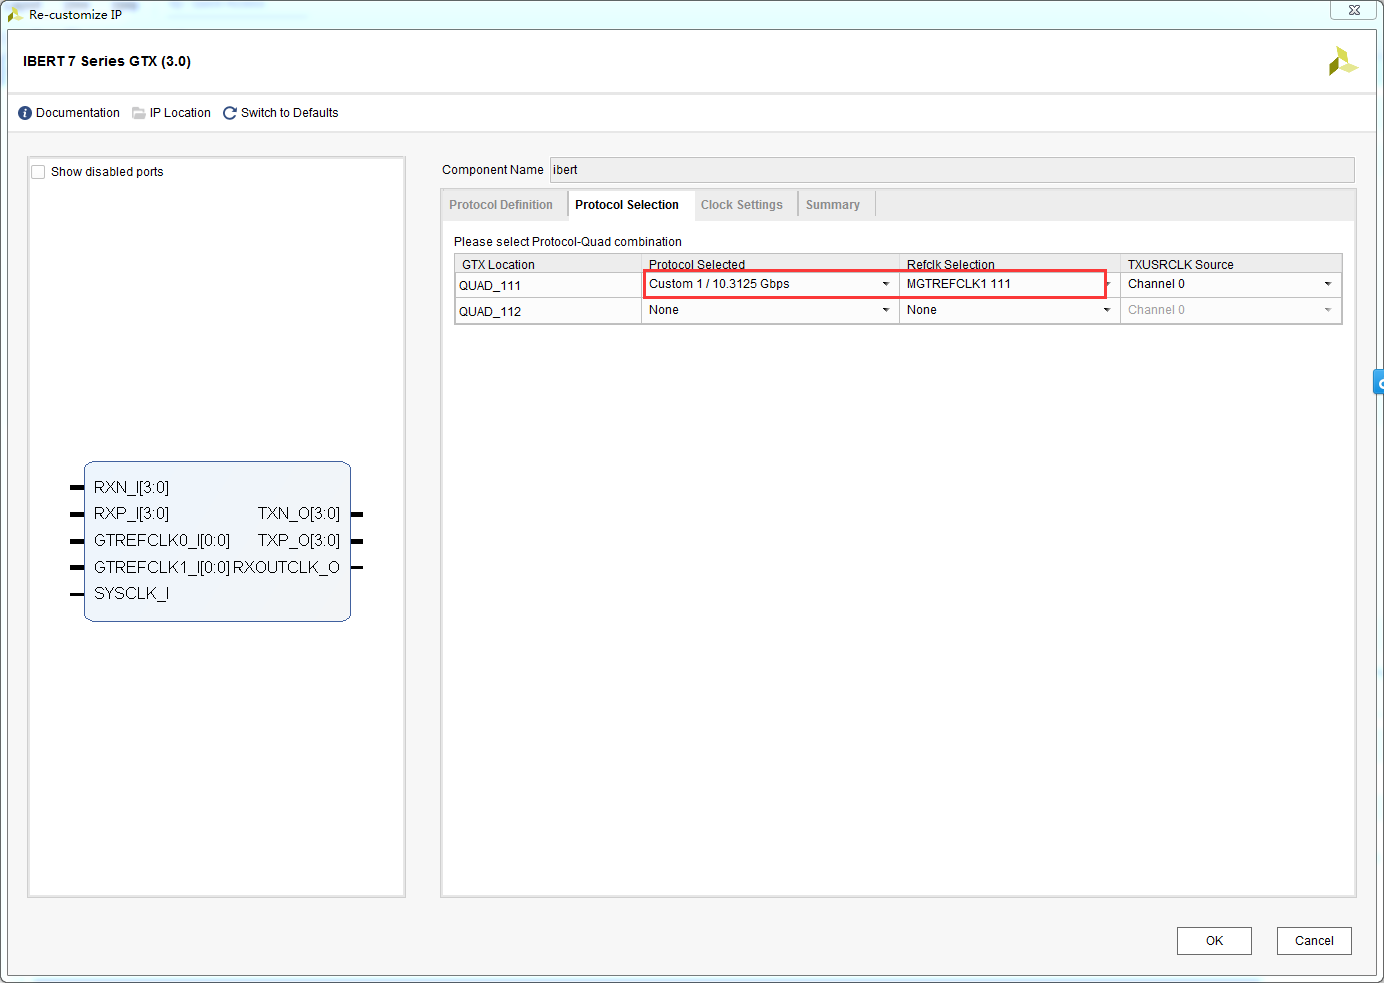 Re-customize IP
IBERT 7 Series GTX (3.0)
Documentation IP Location Switch to Defaults
Show disabled ports
RXN_I[3:0]
RXP_I[3:0] TXN_O[3:0]
GTREFCLK0_I[0:0] TXP_O[3:0]
GTREFCLK1_I[0:0] RXOUTCLK_O
SYSCLK_I
Component Name ibert
Protocol Definition Protocol Selection Clock Settings Summary
Please select Protocol-Quad combination
GTX Location Protocol Selected Refclk Selection TXUSRCLK Source
QUAD_111 Custom 1 / 10.3125 Gbps MGTREFCLK1 111 Channel 0
QUAD_112 None None Channel 0
OK Cancel